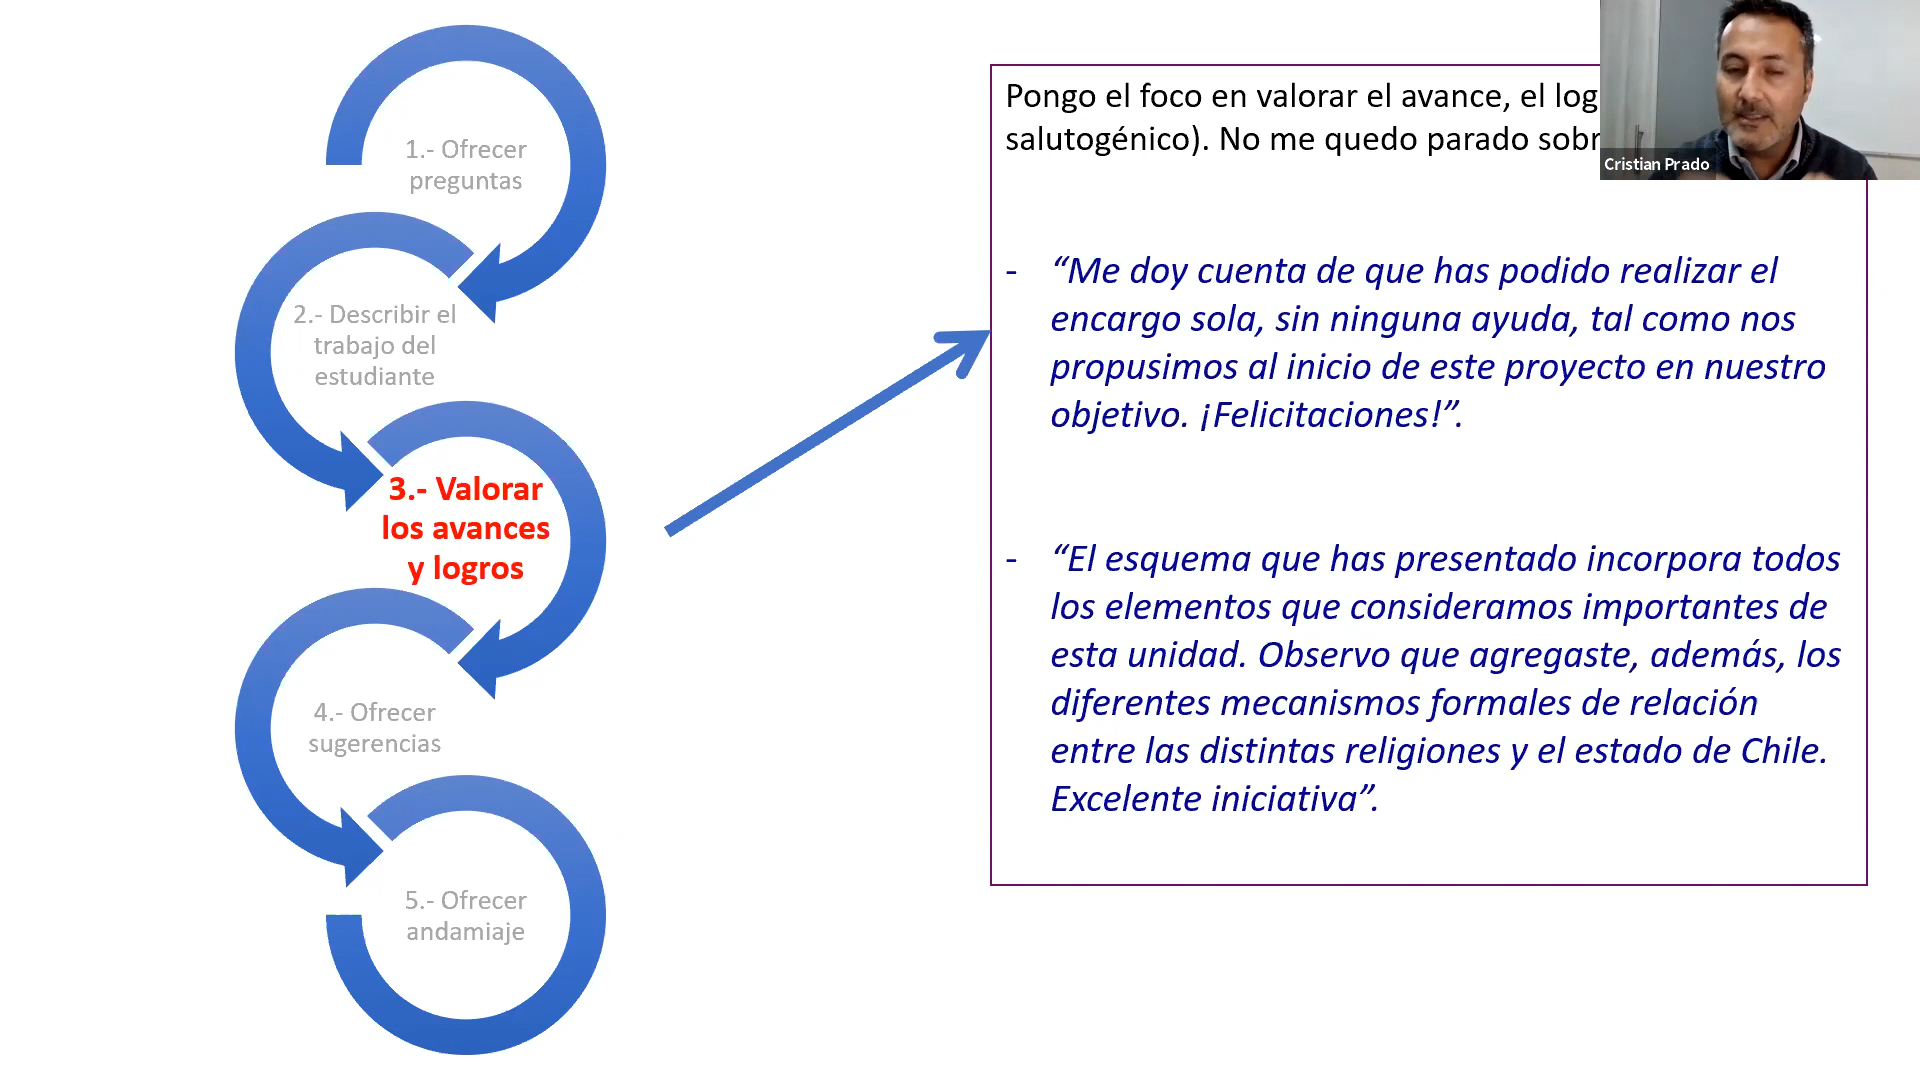 1.- Ofrecer
preguntas
2.- Describir el
trabajo del
estudiante
3.- Valorar
los avances
y logros
4.- Ofrecer
sugerencias
5.- Ofrecer
andamiaje
Pongo el foco en valorar el avance, el
salutogénico). No me quedo parado
- “Me doy cuenta de que has podido realizar el
encargo sola, sin ninguna ayuda, tal como nos
propusimos al inicio de este proyecto en nuestro
objetivo. ¡Felicitaciones!”.
- “El esquema que has presentado incorpora todos
los elementos que consideramos importantes de
esta unidad. Observo que agregaste, además, los
diferentes mecanismos formales de relación
entre las distintas religiones y el estado de Chile.
Excelente iniciativa”.
Cristian Prado